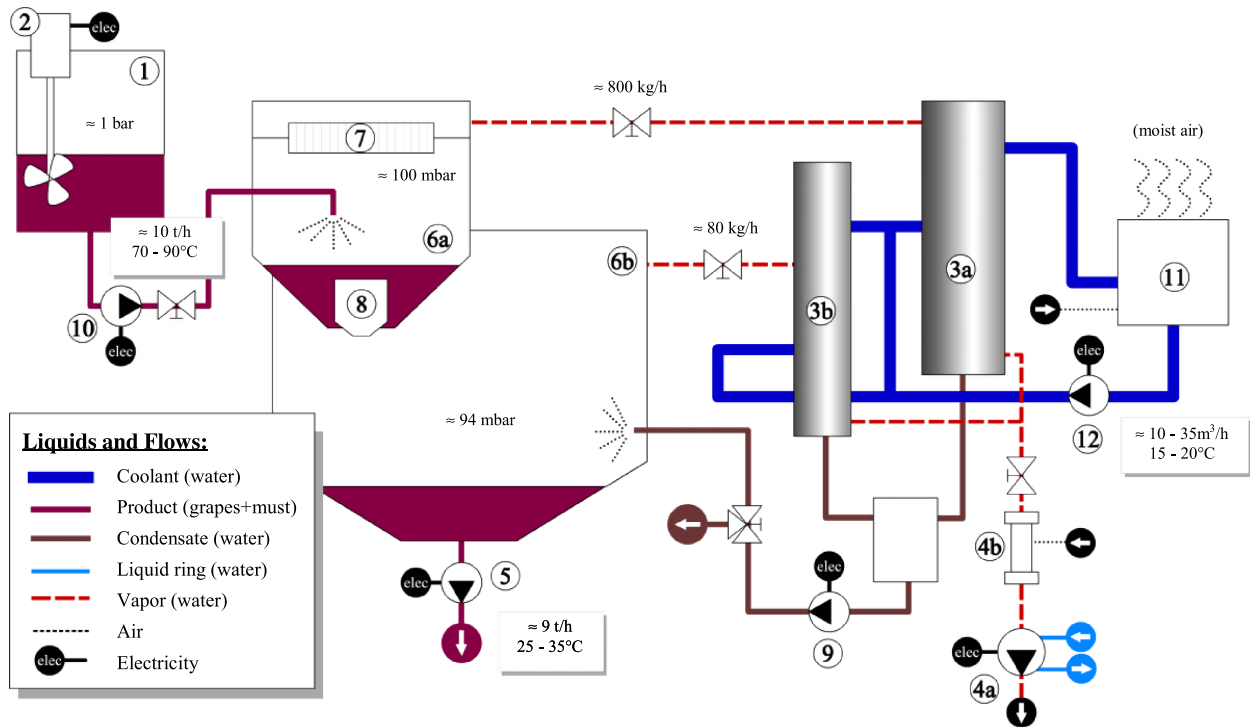 2
elec
1
≈ 1 bar
≈ 800 kg/h
7
≈ 100 mbar
(moist air)
≈ 10 t/h
70 - 90°C
6a
6b
≈ 80 kg/h
3a
11
8
3b
10
elec
elec
12
≈ 94 mbar
≈ 10 - 35m³/h
15 - 20°C
Liquids and Flows:
Coolant (water)
Product (grapes+must)
Condensate (water)
Liquid ring (water)
Vapor (water)
Air
elec
Electricity
elec
5
≈ 9 t/h
25 - 35°C
elec
9
4b
elec
4a